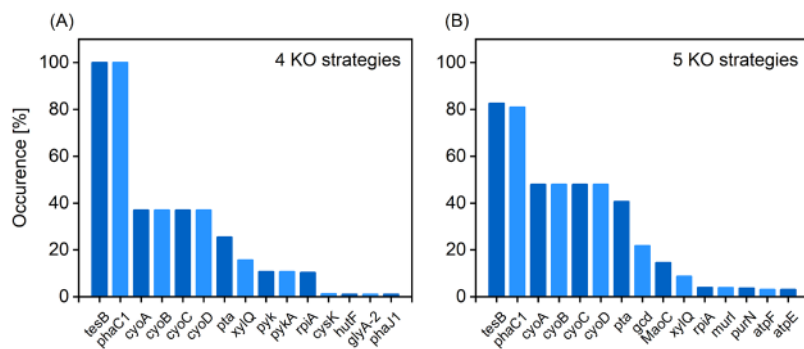 (A)
4 KO strategies
Occurence [%]
100
80
60
40
20
0
tesB phaC1 cyoA cyoB cyoC cyoD pta xylQ pyk pykA rpiA cysK hutF glyA-2 phaJ1
(B)
5 KO strategies
100
80
60
40
20
0
tesB phaC1 cyoA cyoB cyoC cyoD pta gcd MaoC xylQ rpiA murI purN atpF atpE